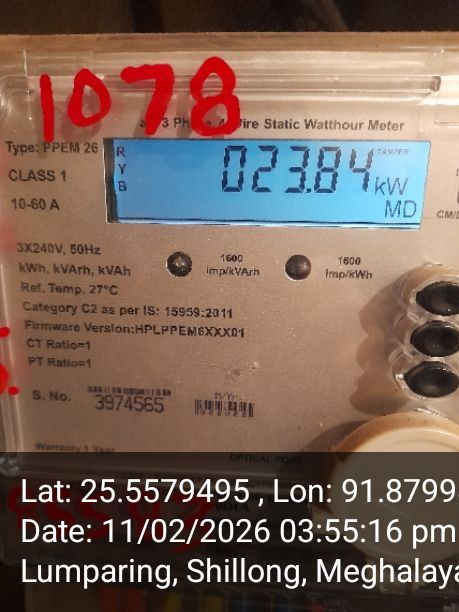 1078
3 Phase, 4 Wire Static Watthour Meter
Type: PPEM 26
R
Y
B
TAMPER
023.84 kW
MD
CLASS 1
10-60 A
3X240V, 50Hz
kWh, kVArh, kVAh
1600
imp/kVArh
1600
imp/kWh
Ref. Temp. 27°C
Category C2 as per IS: 15959:2011
Firmware Version:HPLPPEM6XXX01
CT Ratio=1
PT Ratio=1
S. No.
3974565
Warranty 1 Year
OPTICAL PORT
INDIA
Lat: 25.5579495 , Lon: 91.8799
Date: 11/02/2026 03:55:16 pm
Lumparing, Shillong, Meghalaya